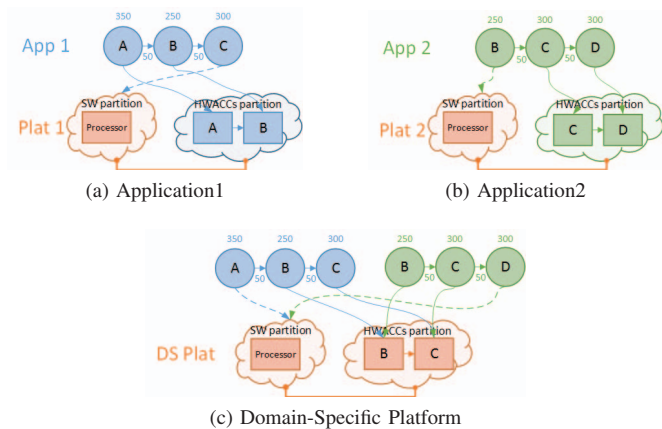 350 250 300
App 1 A B C
50 50
SW partition HWACCs partition
Plat 1 Processor A B
(a) Application1
250 300 300
App 2 B C D
50 50
SW partition HWACCs partition
Plat 2 Processor C D
(b) Application2
350 250 300 250 300 300
A B C B C D
50 50 50 50
SW partition HWACCs partition
DS Plat Processor B C
(c) Domain-Specific Platform